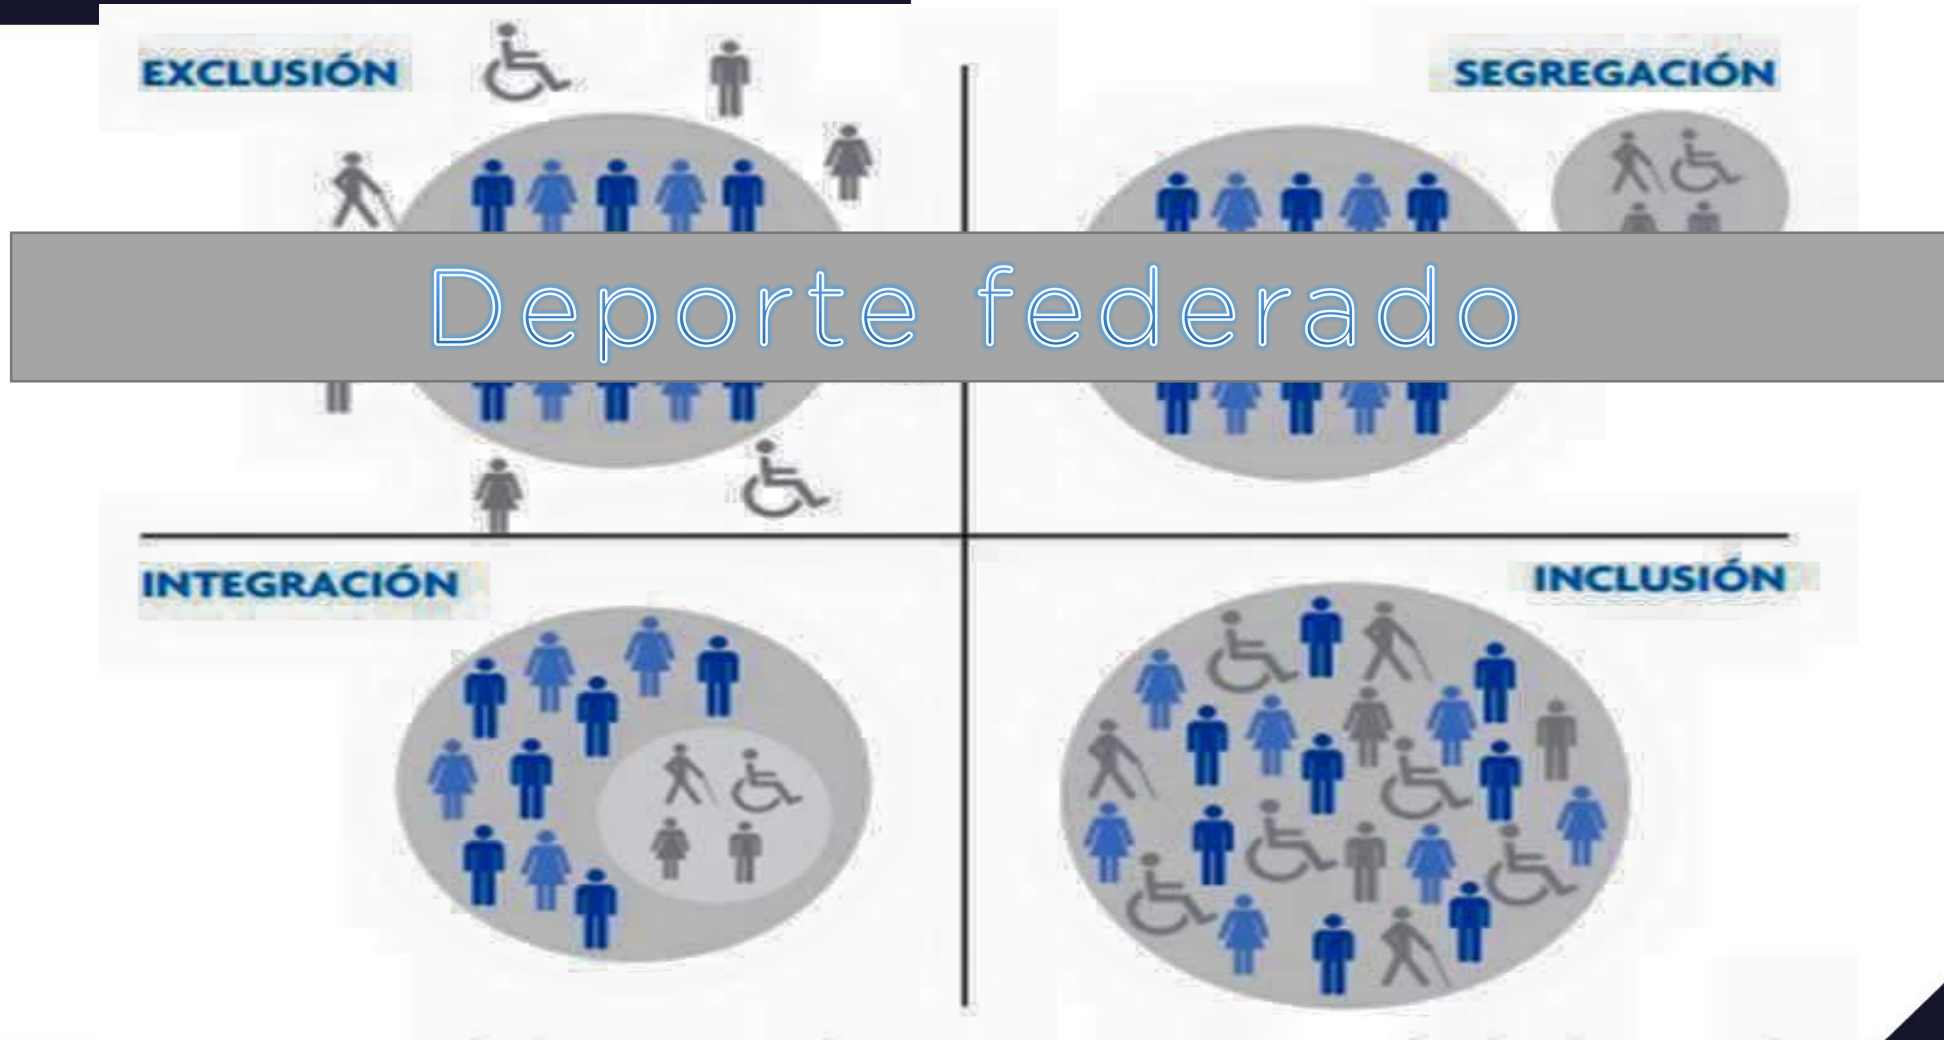 EXCLUSIÓN
SEGREGACIÓN
Deporte federado
INTEGRACIÓN
INCLUSIÓN